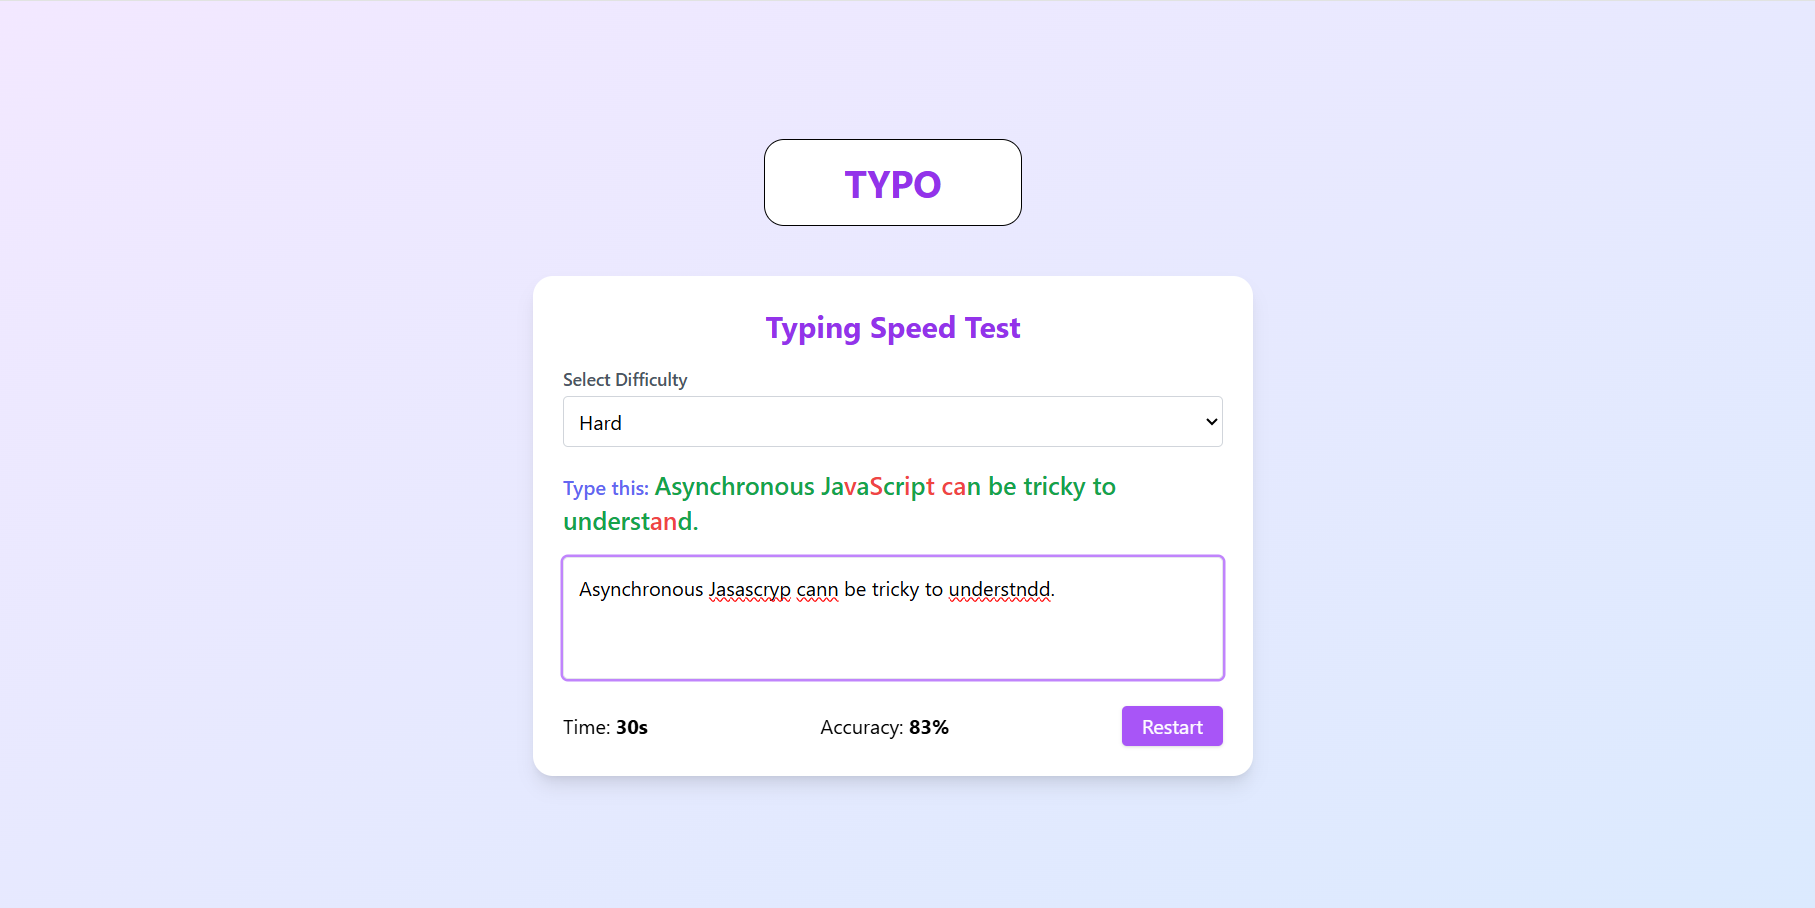 TYPO
Typing Speed Test
Select Difficulty
Hard
Type this: Asynchronous JavaScript can be tricky to
understand.
Asynchronous Jasascryp cann be tricky to understndd.
Time: 30s Accuracy: 83% Restart